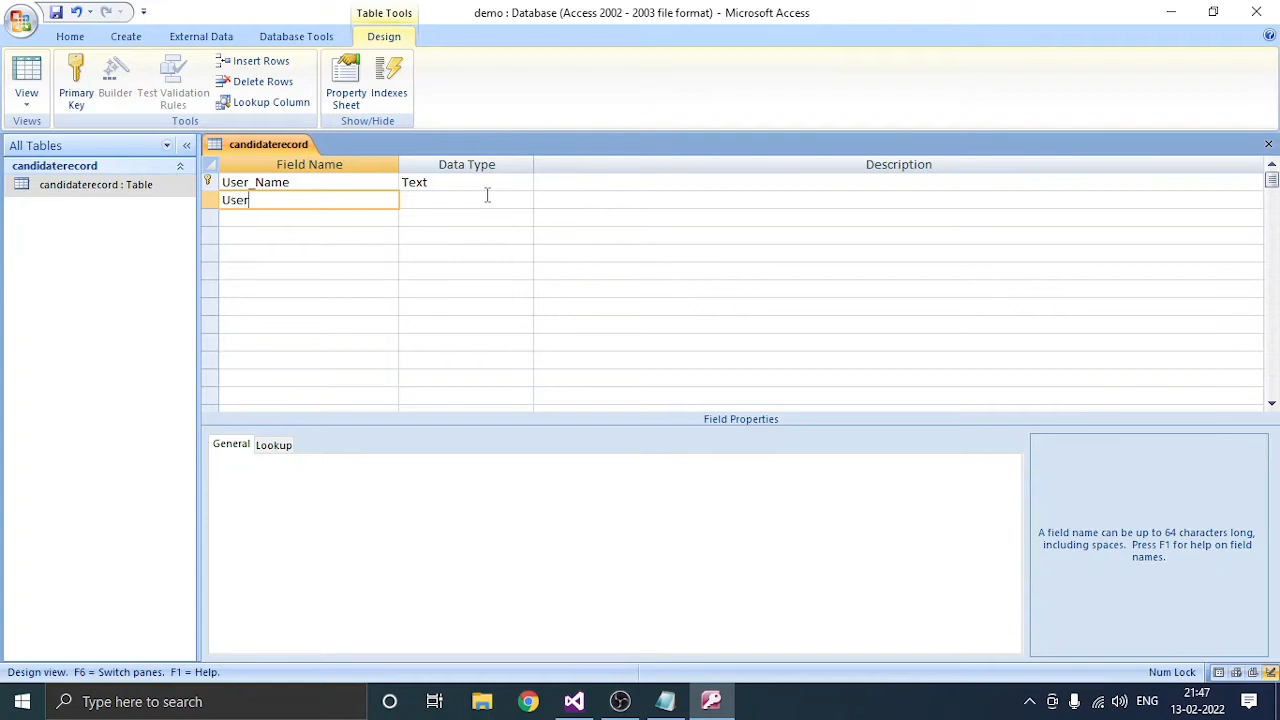 Table Tools
demo : Database (Access 2002 - 2003 file format) - Microsoft Access
Home
Create
External Data
Database Tools
Design
View
Primary Key
Builder
Test Validation Rules
Insert Rows
Delete Rows
Lookup Column
Property Sheet
Indexes
Views
Tools
Show/Hide
All Tables
«
candidaterecord
candidaterecord : Table
candidaterecord
Field Name
Data Type
Description
User_Name
Text
User
Field Properties
General
Lookup
A field name can be up to 64 characters long,
including spaces. Press F1 for help on field
names.
Design view. F6 = Switch panes. F1 = Help.
Num Lock
Type here to search
ENG
21:47
13-02-2022